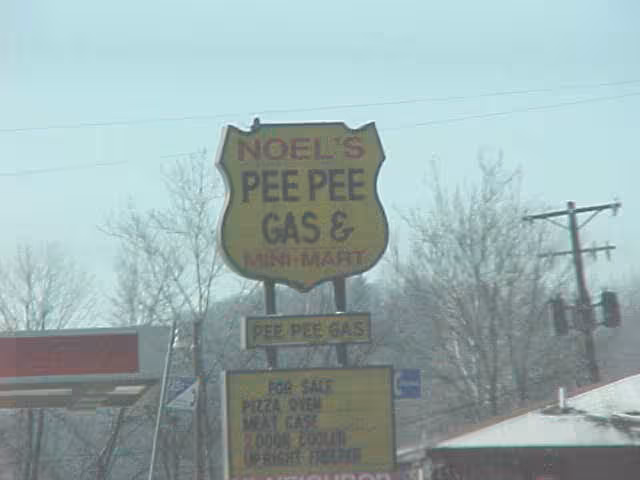 NOEL'S
PEE PEE
GAS &
MINI-MART
PEE PEE GAS
FOR SALE
PIZZA OVEN
MEAT CASE
2 DOOR COOLER
UPRIGHT FREEZER